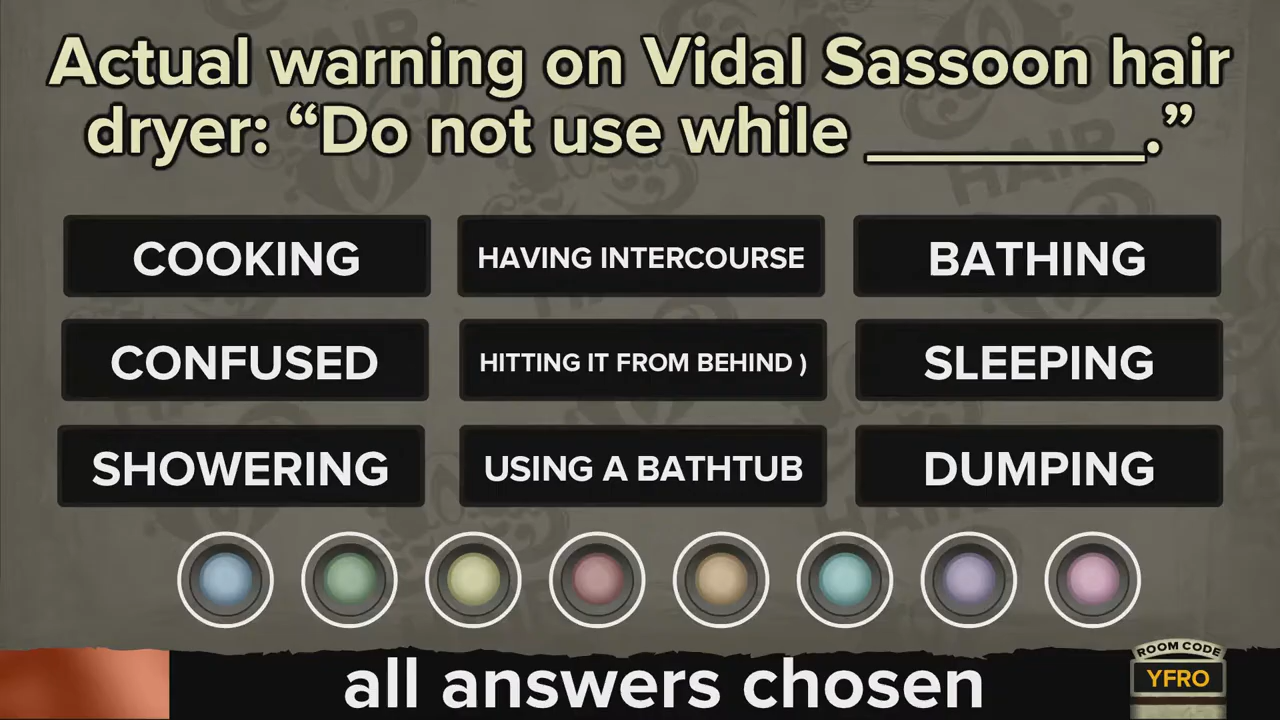 Actual warning on Vidal Sassoon hair
dryer: “Do not use while ________.”
COOKING
HAVING INTERCOURSE
BATHING
CONFUSED
HITTING IT FROM BEHIND )
SLEEPING
SHOWERING
USING A BATHTUB
DUMPING
all answers chosen
ROOM CODE
YFRO